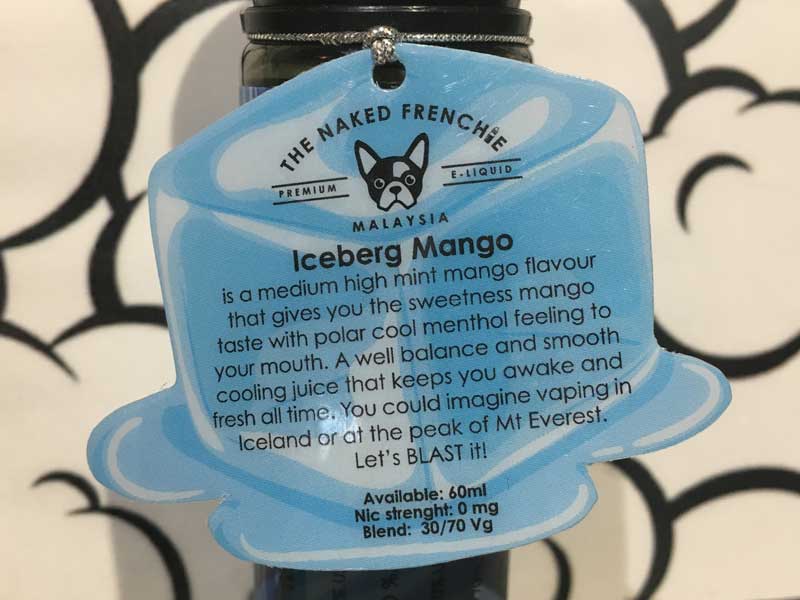 THE NAKED FRENCHiE
PREMIUM
E-LIQUID
MALAYSIA
Iceberg Mango
is a medium high mint mango flavour
that gives you the sweetness mango
taste with polar cool menthol feeling to
your mouth. A well balance and smooth
cooling juice that keeps you awake and
fresh all time. You could imagine vaping in
Iceland or at the peak of Mt Everest.
Let's BLAST it!
Available: 60ml
Nic strenght: 0 mg
Blend: 30/70 Vg